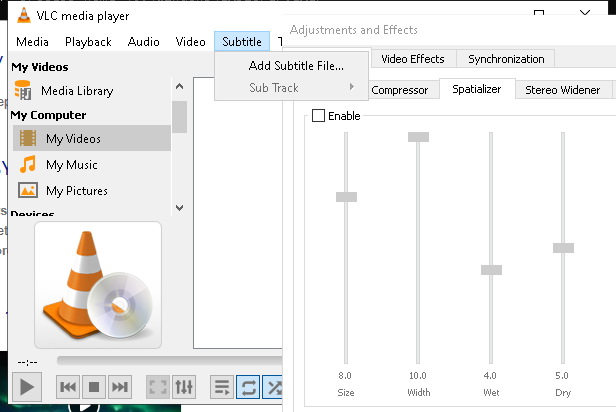 VLC media player
Media Playback Audio Video Subtitle
Add Subtitle File...
Sub Track
My Videos
Media Library
My Computer
My Videos
My Music
My Pictures
Devices
--:--
Adjustments and Effects
Video Effects Synchronization
Compressor Spatializer Stereo Widener
Enable
8.0 10.0 4.0 5.0
Size Width Wet Dry